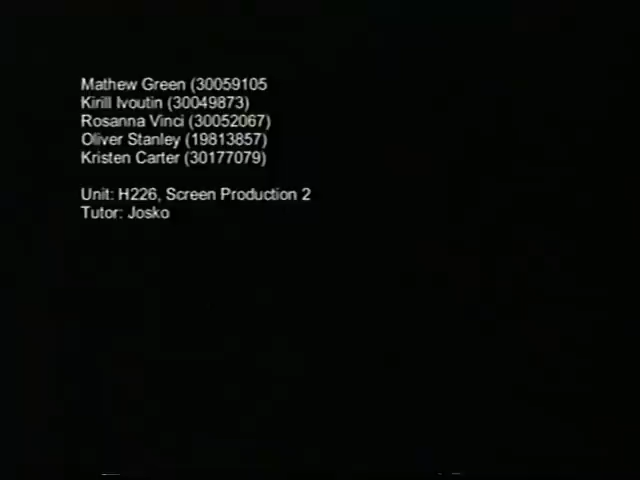 Mathew Green (30059105
Kirill Ivoutin (30049873)
Rosanna Vinci (30052067)
Oliver Stanley (19813857)
Kristen Carter (30177079)
Unit: H226, Screen Production 2
Tutor: Josko